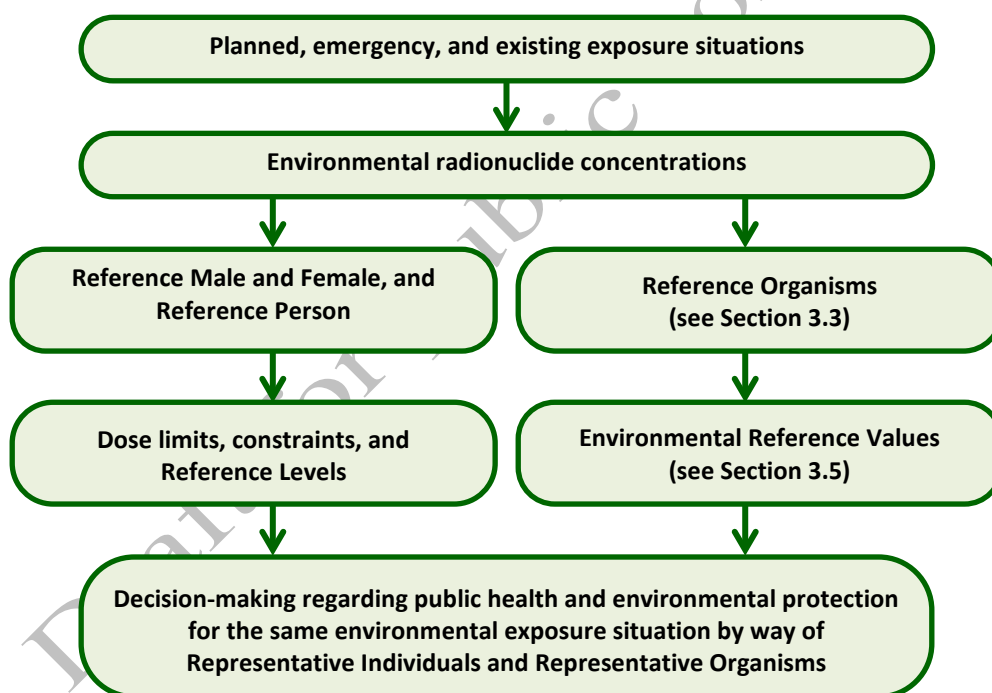 Planned, emergency, and existing exposure situations
Environmental radionuclide concentrations
Reference Male and Female, and
Reference Person
Reference Organisms
(see Section 3.3)
Dose limits, constraints, and
Reference Levels
Environmental Reference Values
(see Section 3.5)
Decision-making regarding public health and environmental protection
for the same environmental exposure situation by way of
Representative Individuals and Representative Organisms